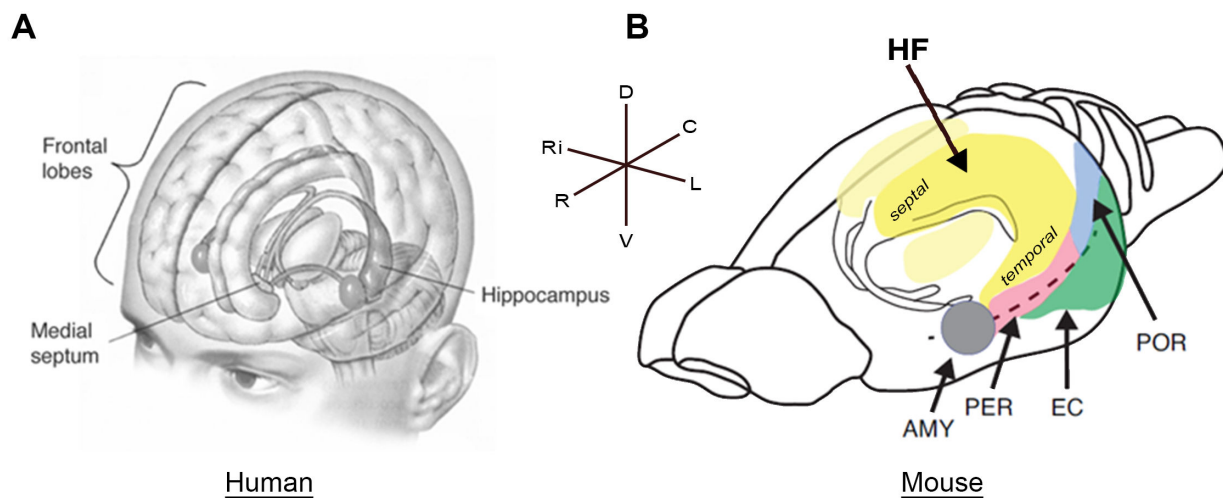 A
Frontal
lobes
Medial
septum
Hippocampus
Human
D
C
Ri
L
R
V
B
HF
septal
temporal
POR
AMY
PER
EC
Mouse